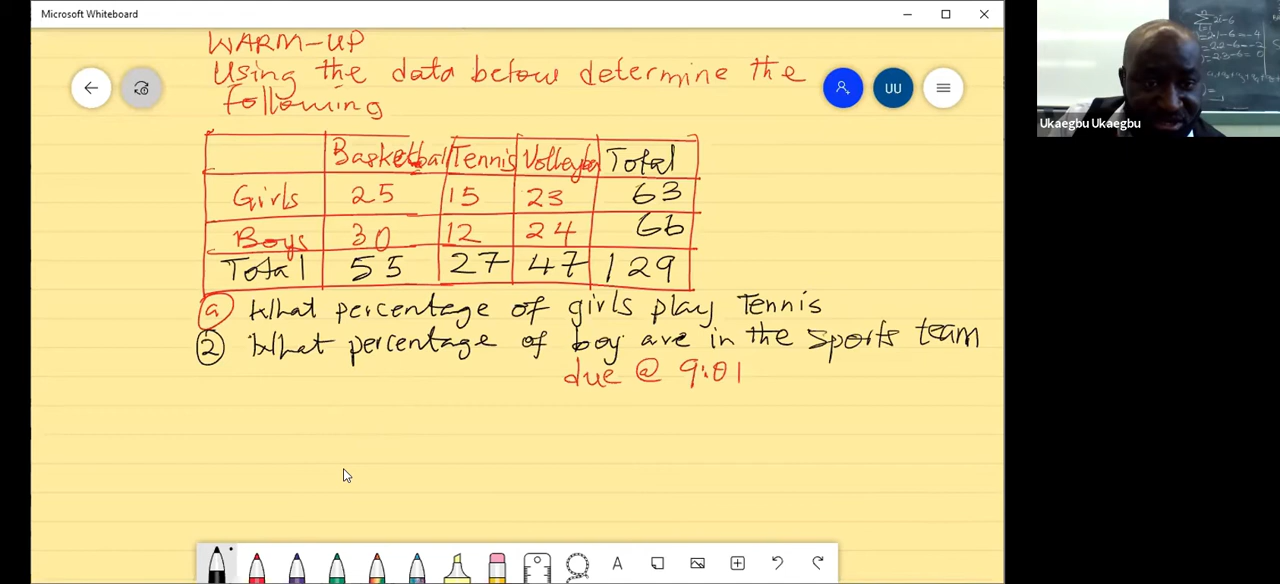 Microsoft Whiteboard
WARM-UP
Using the data below determine the
following
UU
Basketball Tennis Volleyball Total
Girls 25 15 23 63
Boys 30 12 24 66
Total 55 27 47 129
a What percentage of girls play Tennis
2 What percentage of boy are in the sports team
due @ 9:01
A
Ukaegbu Ukaegbu